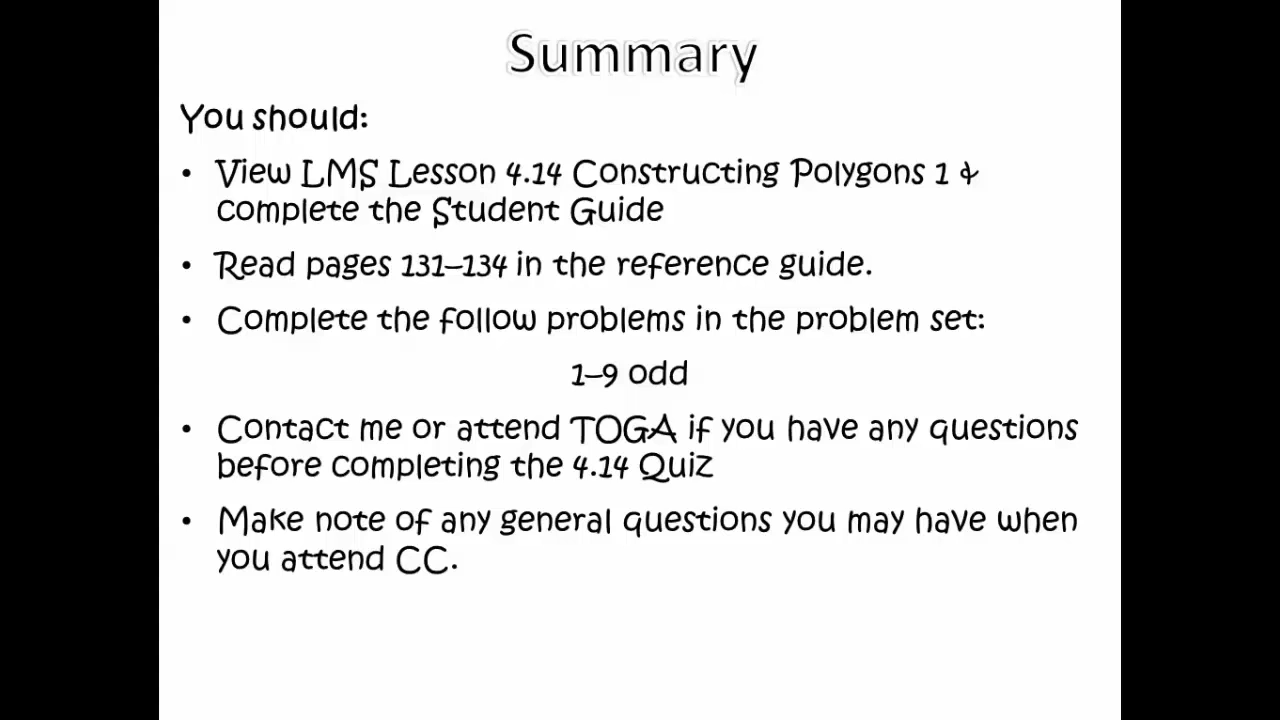 Summary
You should:
• View LMS Lesson 4.14 Constructing Polygons 1 &
complete the Student Guide
• Read pages 131–134 in the reference guide.
• Complete the follow problems in the problem set:
1–9 odd
• Contact me or attend TOGA if you have any questions
before completing the 4.14 Quiz
• Make note of any general questions you may have when
you attend CC.